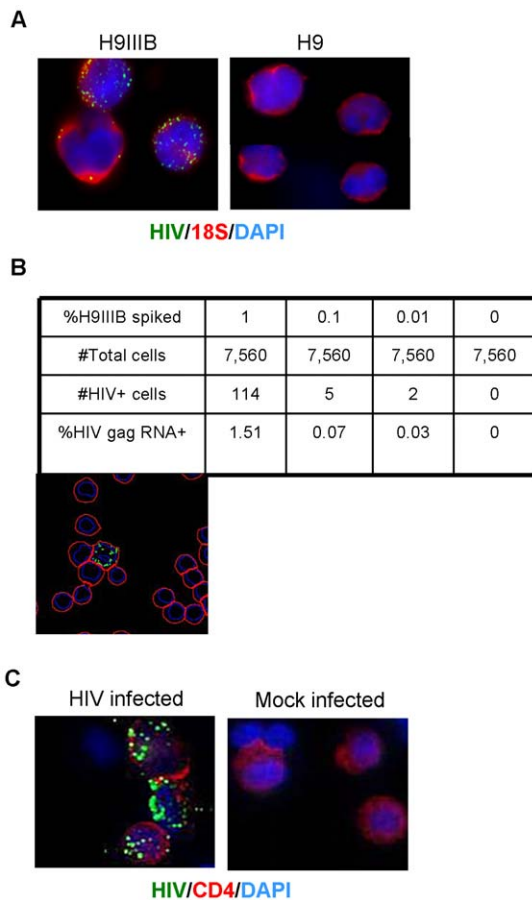 A
H9IIIB H9
HIV/18S/DAPI
B
%H9IIIB spiked 1 0.1 0.01 0
#Total cells 7,560 7,560 7,560 7,560
#HIV+ cells 114 5 2 0
%HIV gag RNA+ 1.51 0.07 0.03 0
C
HIV infected Mock infected
HIV/CD4/DAPI